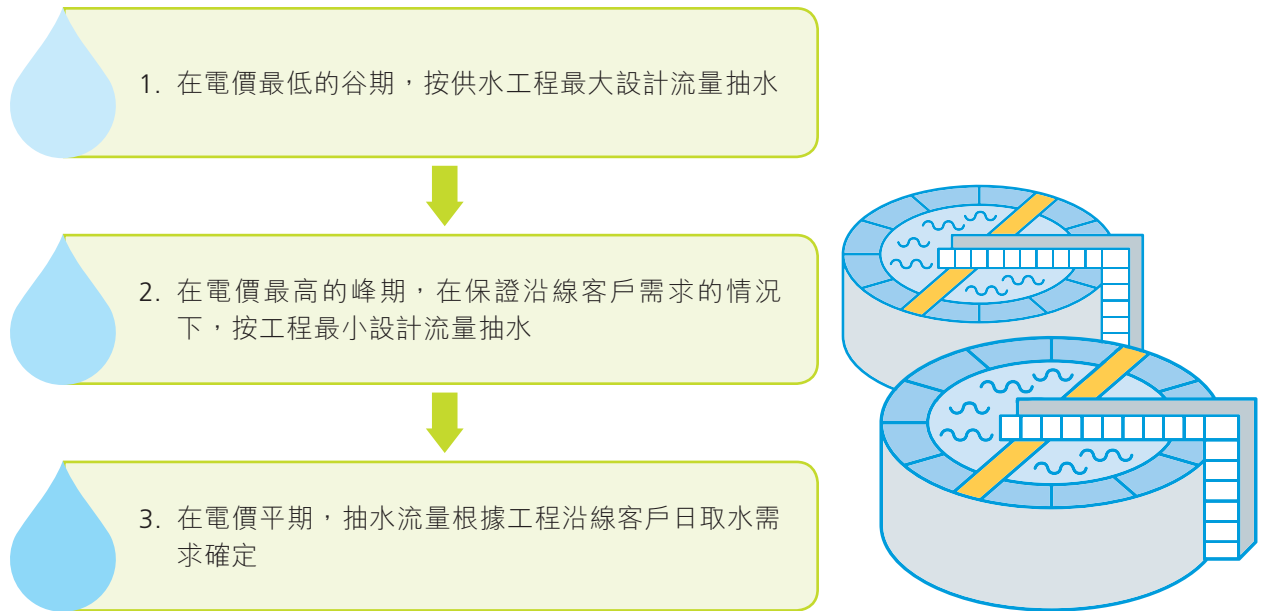 1. 在電價最低的谷期，按供水工程最大設計流量抽水
2. 在電價最高的峰期，在保證沿線客戶需求的情況
下，按工程最小設計流量抽水
3. 在電價平期，抽水流量根據工程沿線客戶日取水需
求確定